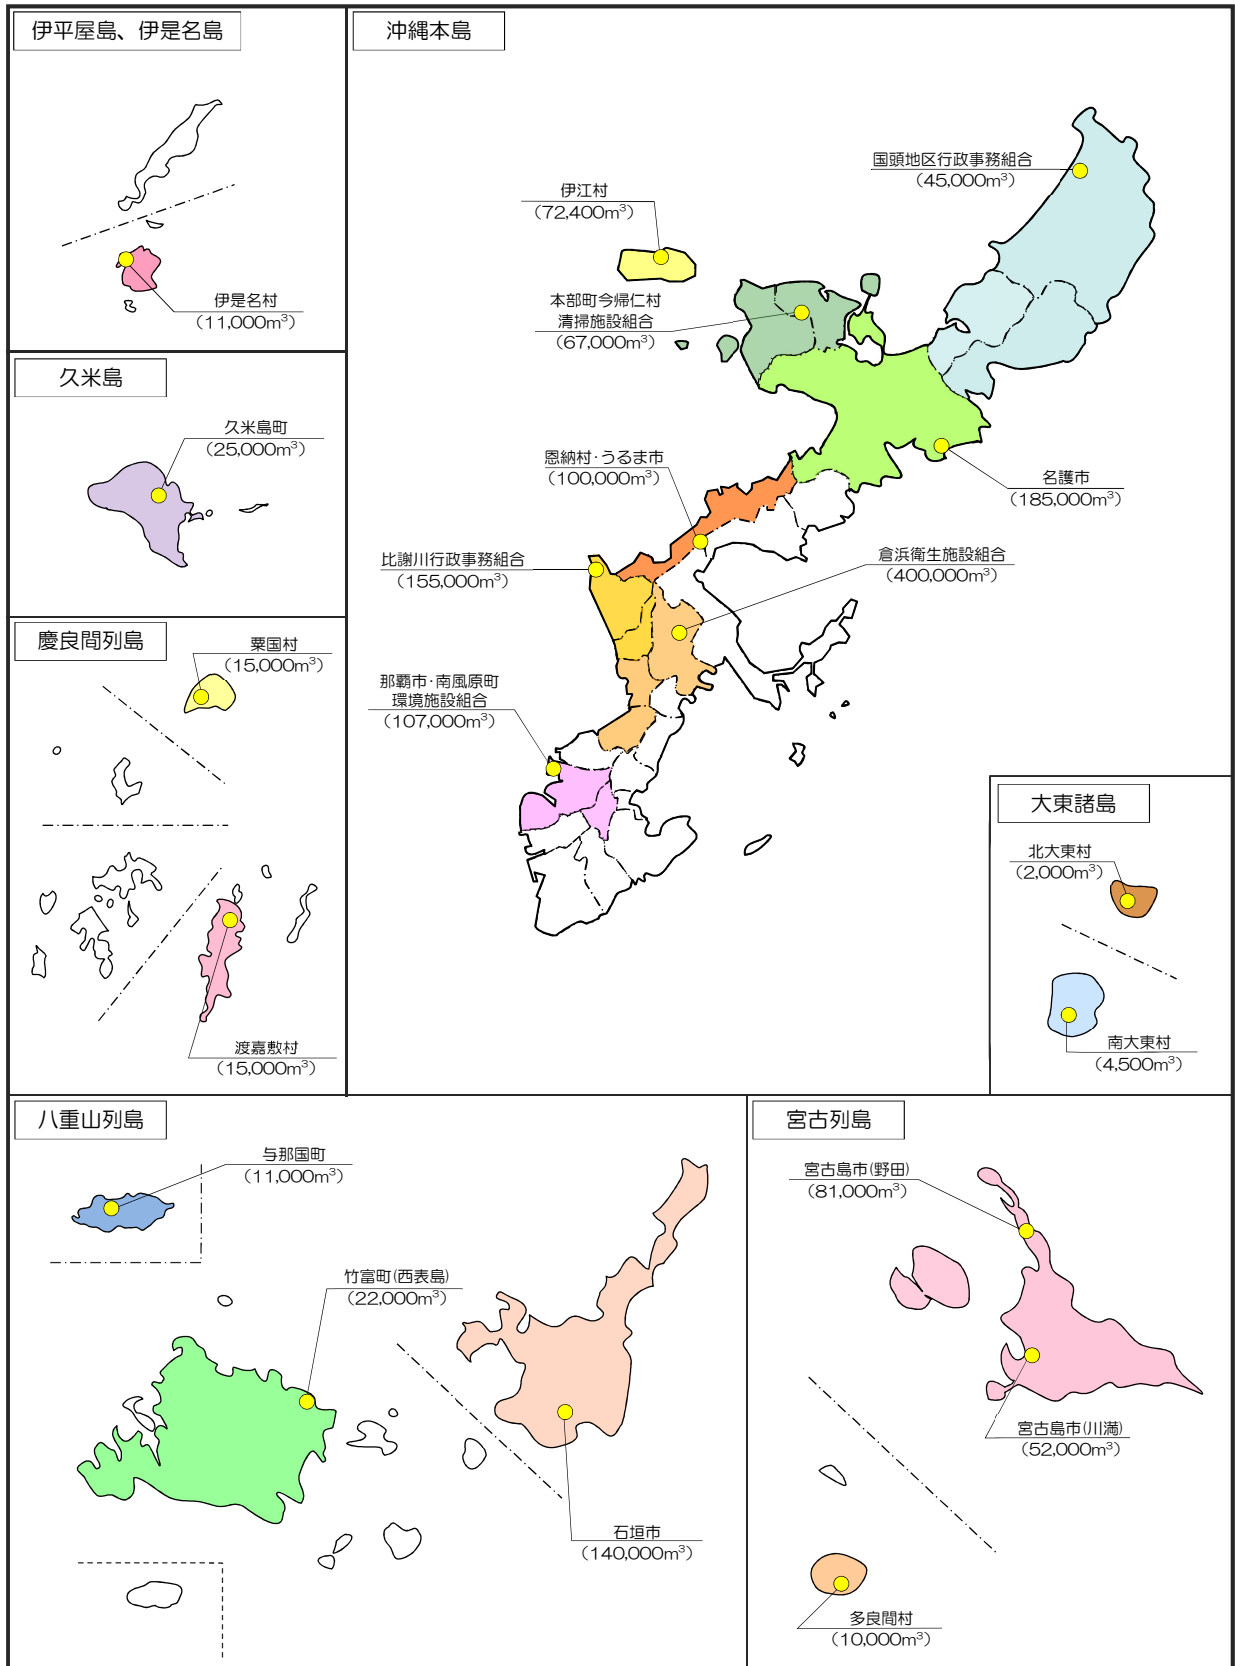 伊平屋島、伊是名島
伊是名村
(11,000m³)
久米島
久米島町
(25,000m³)
慶良間列島
粟国村
(15,000m³)
渡嘉敷村
(15,000m³)
沖縄本島
国頭地区行政事務組合
(45,000m³)
伊江村
(72,400m³)
本部町今帰仁村
清掃施設組合
(67,000m³)
名護市
(185,000m³)
恩納村・うるま市
(100,000m³)
倉浜衛生施設組合
(400,000m³)
比謝川行政事務組合
(155,000m³)
那覇市・南風原町
環境施設組合
(107,000m³)
大東諸島
北大東村
(2,000m³)
南大東村
(4,500m³)
八重山列島
与那国町
(11,000m³)
竹富町(西表島)
(22,000m³)
石垣市
(140,000m³)
宮古列島
宮古島市(野田)
(81,000m³)
宮古島市(川満)
(52,000m³)
多良間村
(10,000m³)